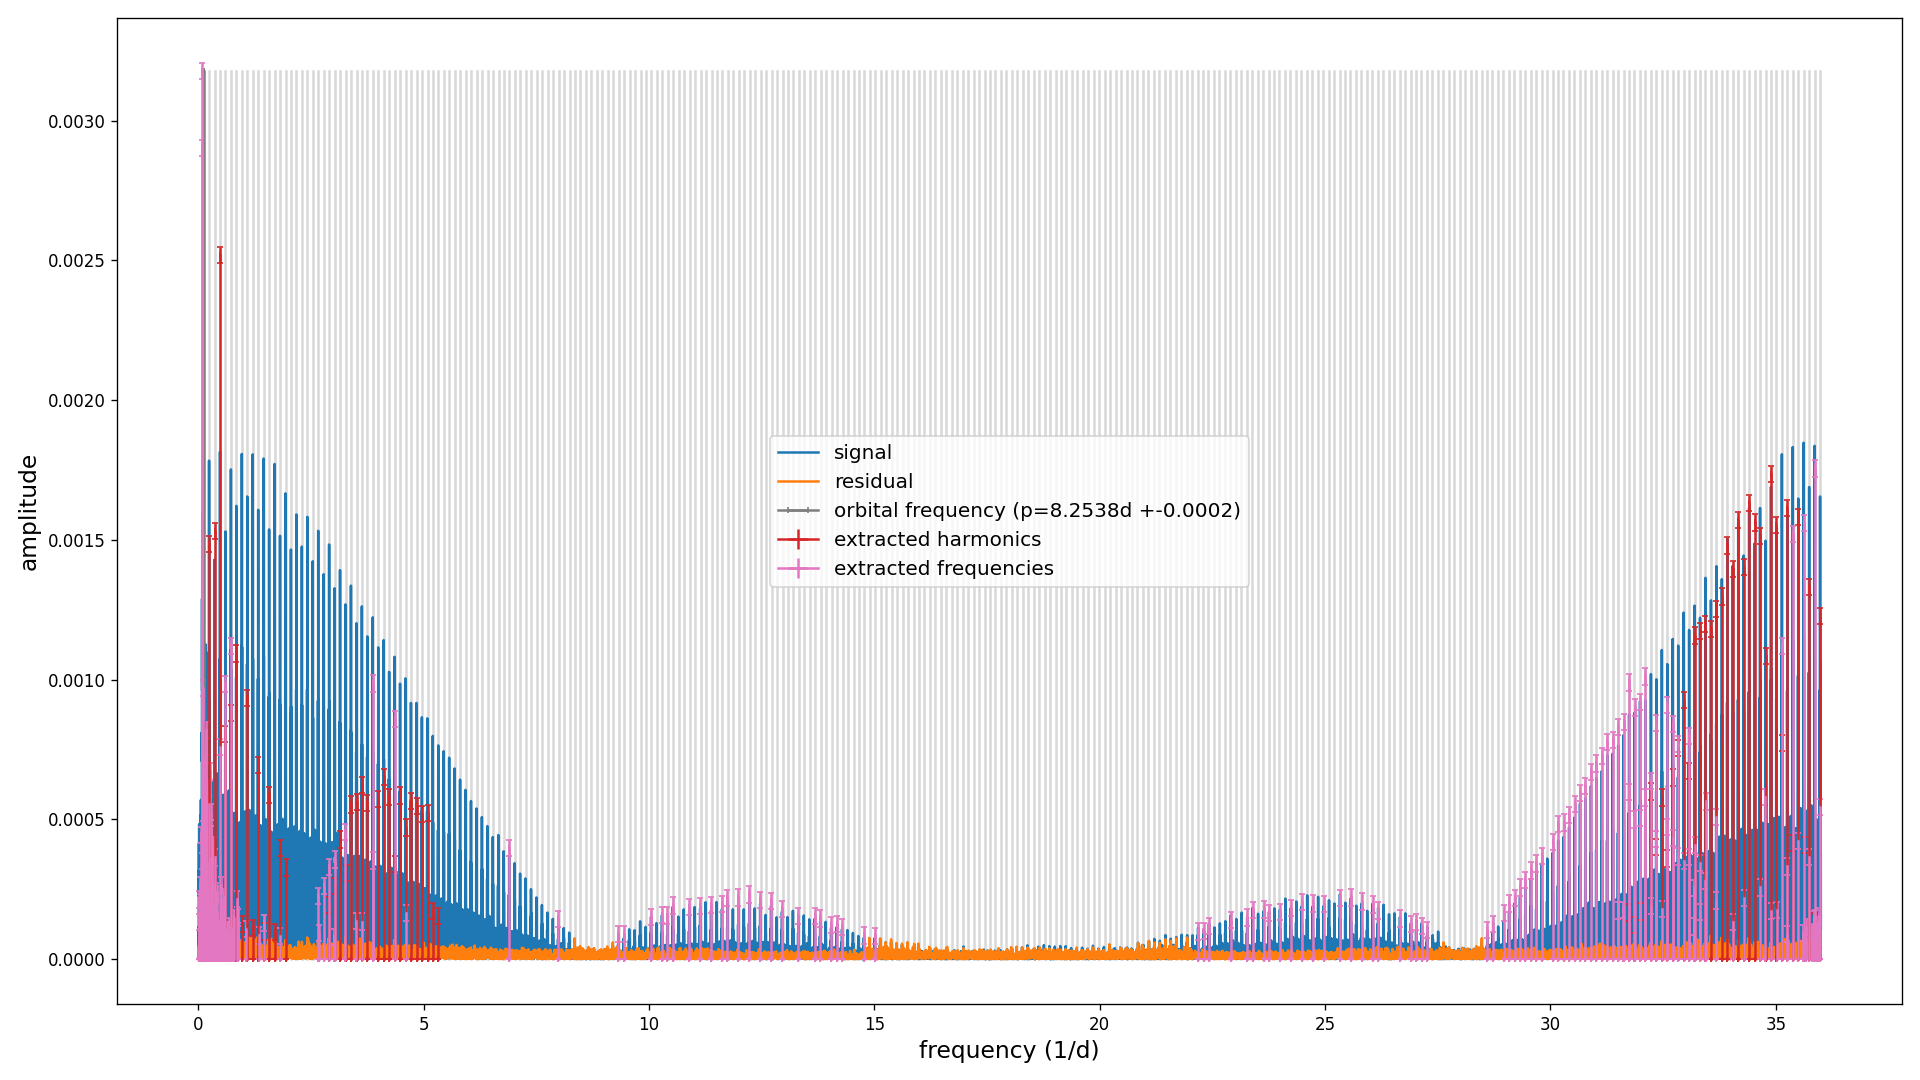 amplitude
0.0030
0.0025
0.0020
0.0015
0.0010
0.0005
0.0000
signal
residual
orbital frequency (p=8.2538d +-0.0002)
extracted harmonics
extracted frequencies
0 5 10 15 20 25 30 35
frequency (1/d)